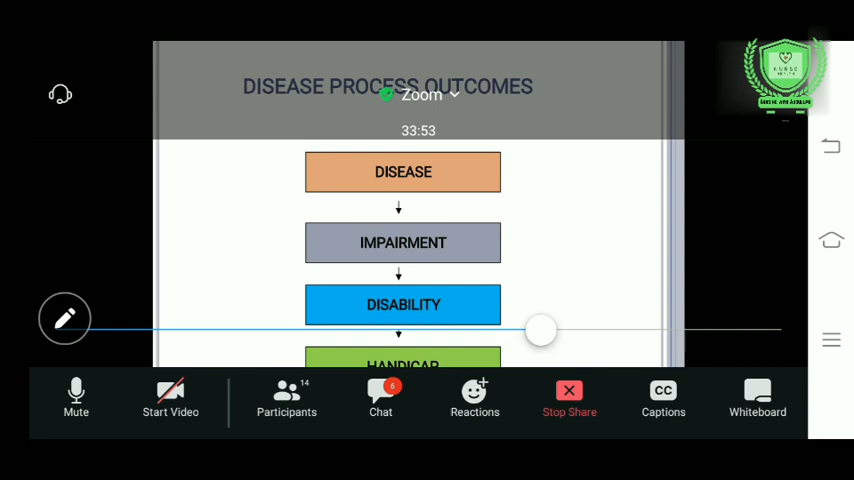 DISEASE PROCESS OUTCOMES
Zoom
33:53
DISEASE
IMPAIRMENT
DISABILITY
HANDICAP
NURSE
14
6
Mute
Start Video
Participants
Chat
Reactions
Stop Share
CC
Captions
Whiteboard